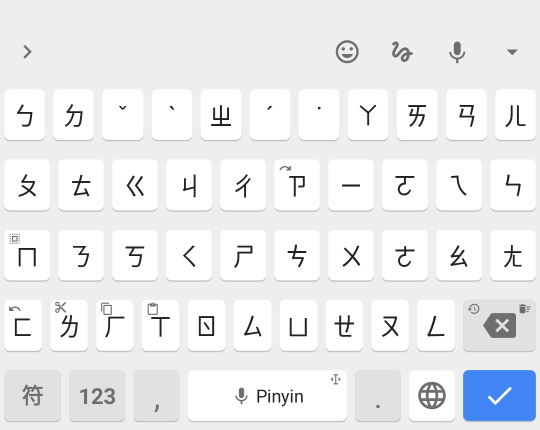 ㄅ ㄉ ˇ ˋ ㄓ ˊ ˙ ㄚ ㄞ ㄢ ㄦ
ㄆ ㄊ ㄍ ㄐ ㄔ ㄗ ㄧ ㄛ ㄟ ㄣ
ㄇ ㄋ ㄎ ㄑ ㄕ ㄘ ㄨ ㄜ ㄠ ㄤ
ㄈ ㄌ ㄏ ㄒ ㄖ ㄙ ㄩ ㄝ ㄡ ㄥ
符 123 , Pinyin .